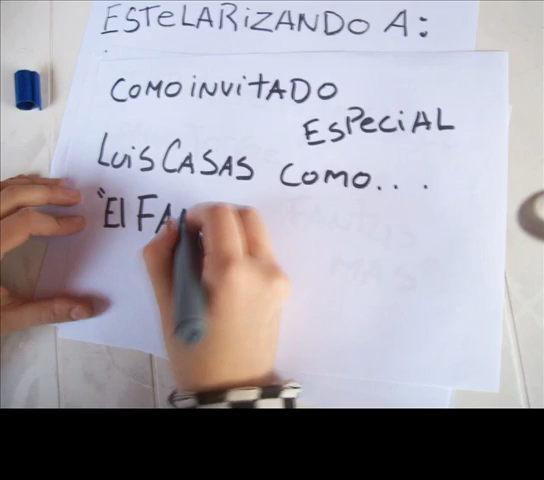 ESTeLARiZANDO A:
COMO iNVitADO
ESPeCiAL
LuiS CASAS COMO...
"El FA